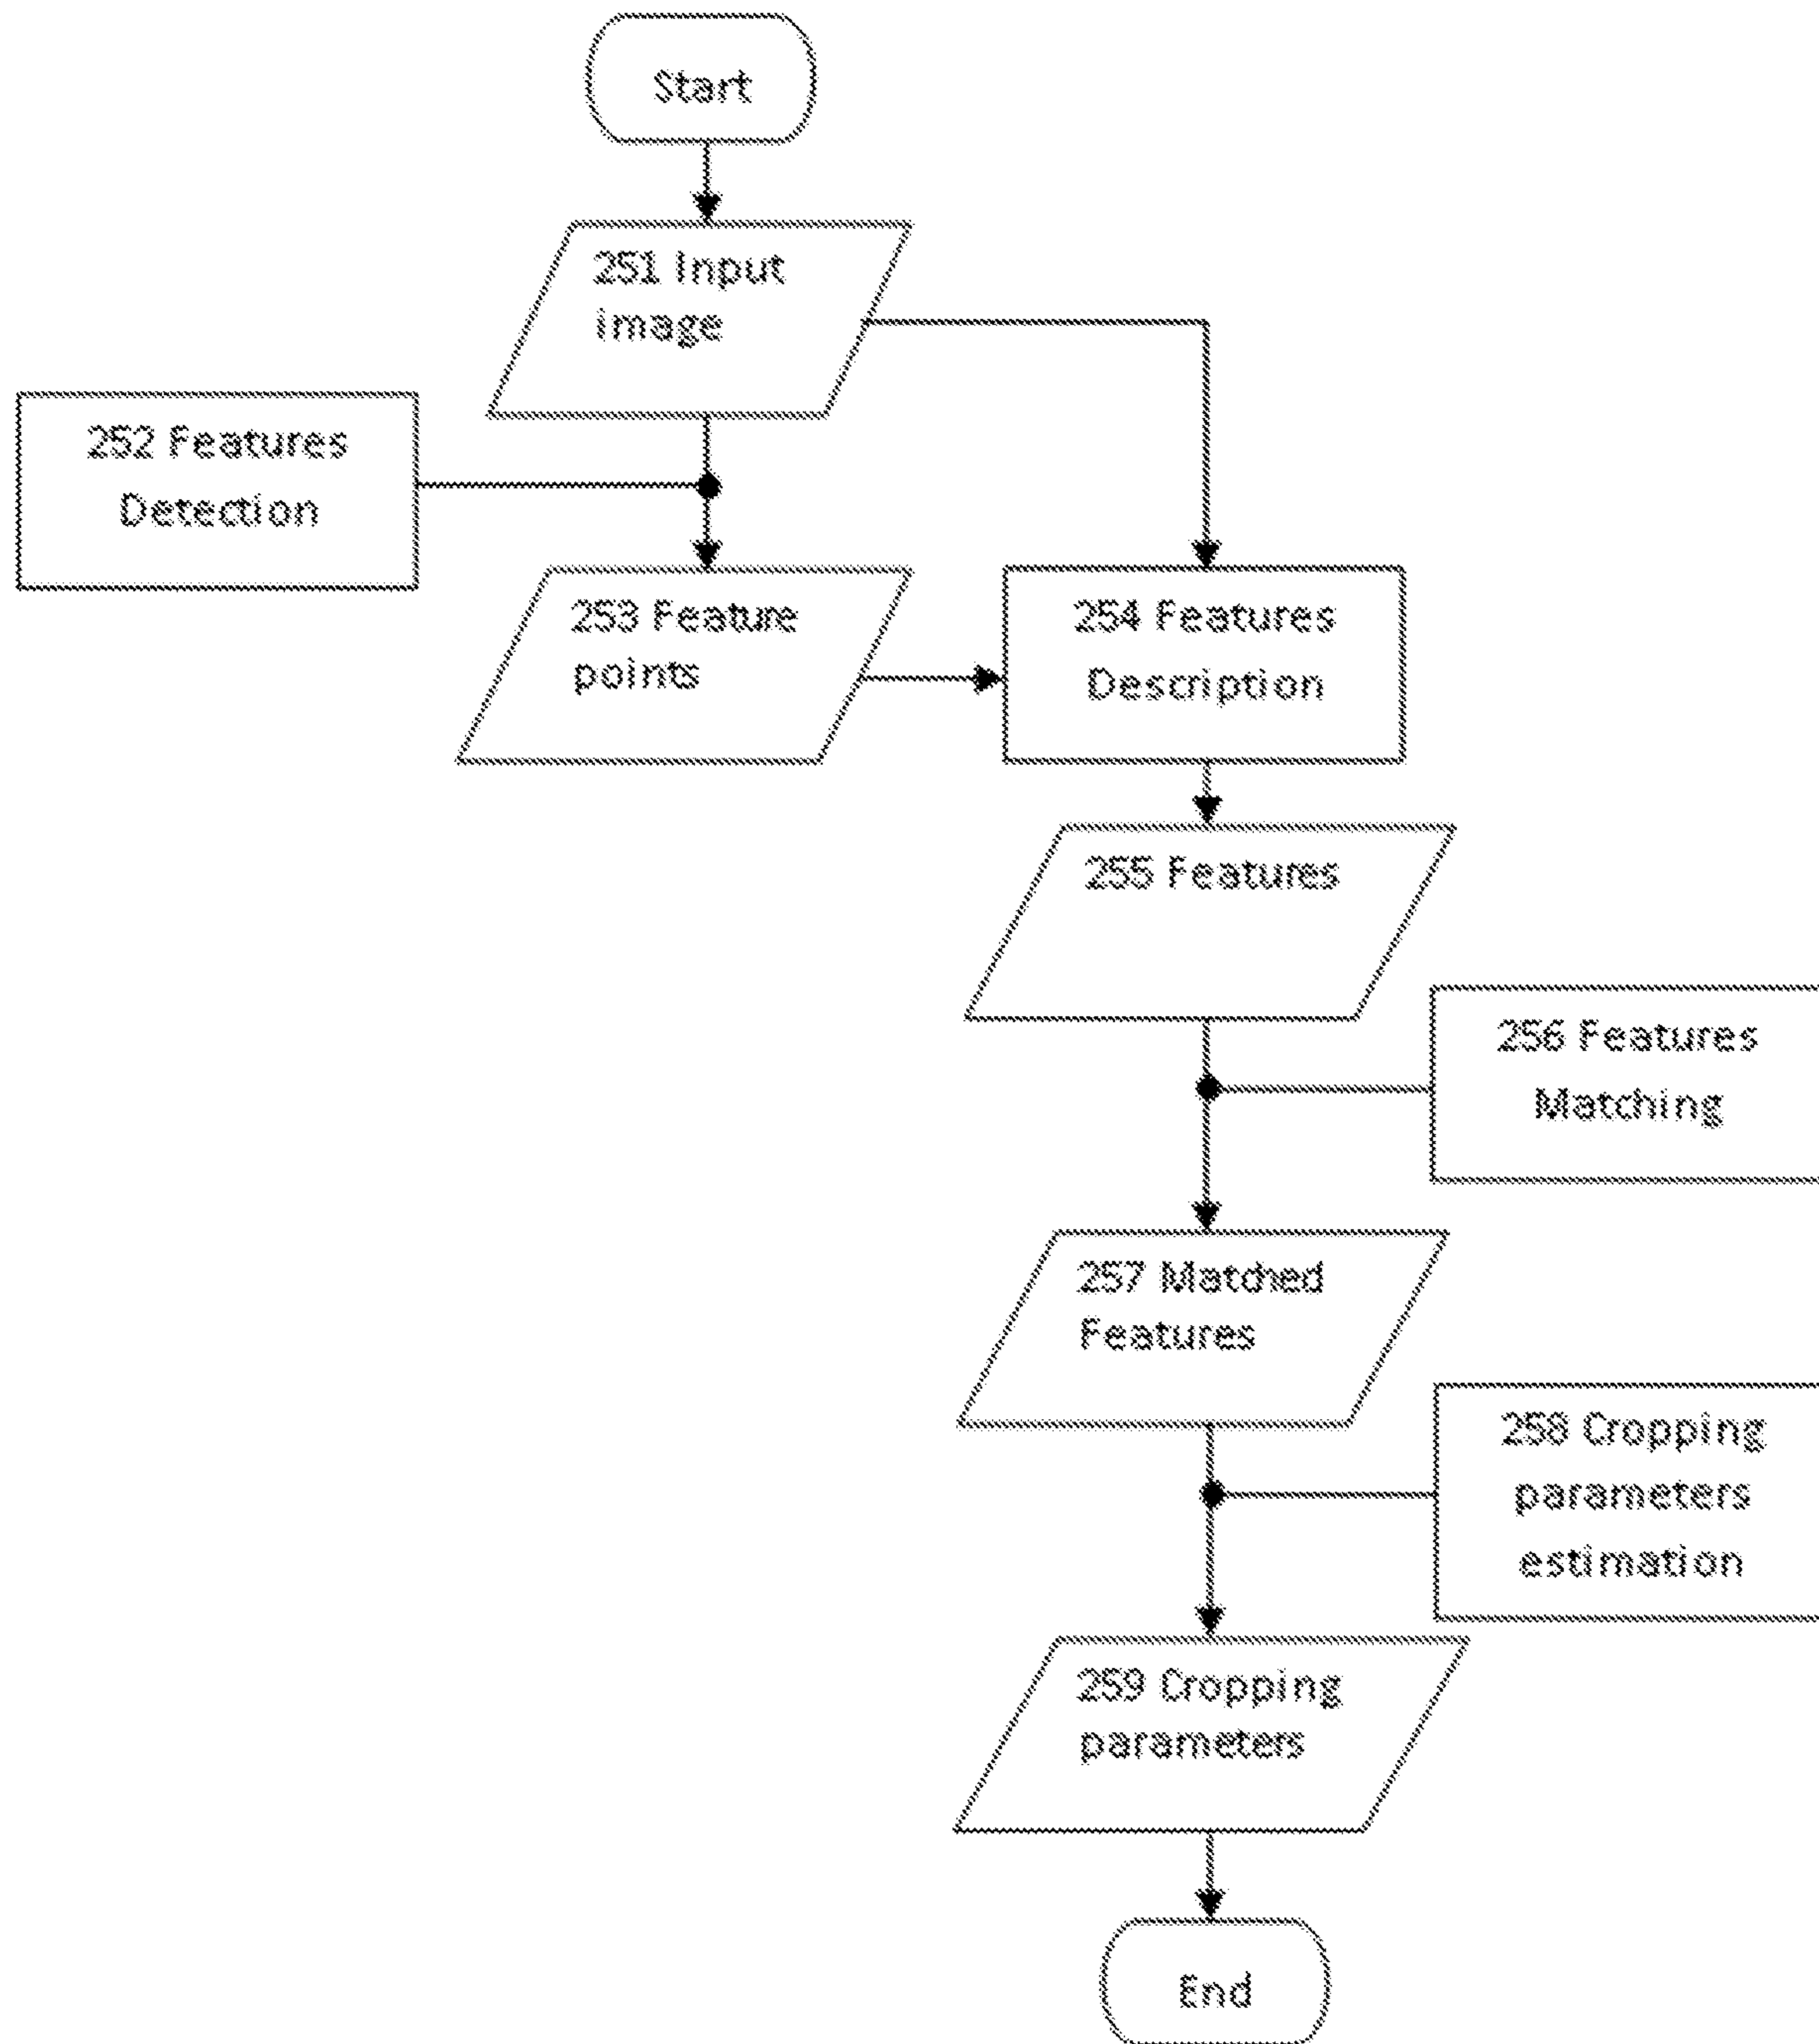 Start
251 Input
image
252 Features
Detection
253 Feature
points
254 Features
Description
255 Features
256 Features
Matching
257 Matched
Features
258 Cropping
parameters
estimation
259 Cropping
parameters
End